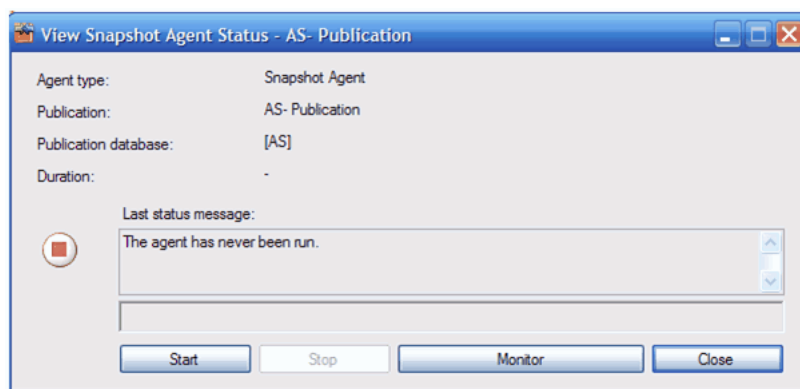 View Snapshot Agent Status - AS- Publication
Agent type: Snapshot Agent
Publication: AS- Publication
Publication database: [AS]
Duration: -
Last status message:
The agent has never been run.
Start Stop Monitor Close